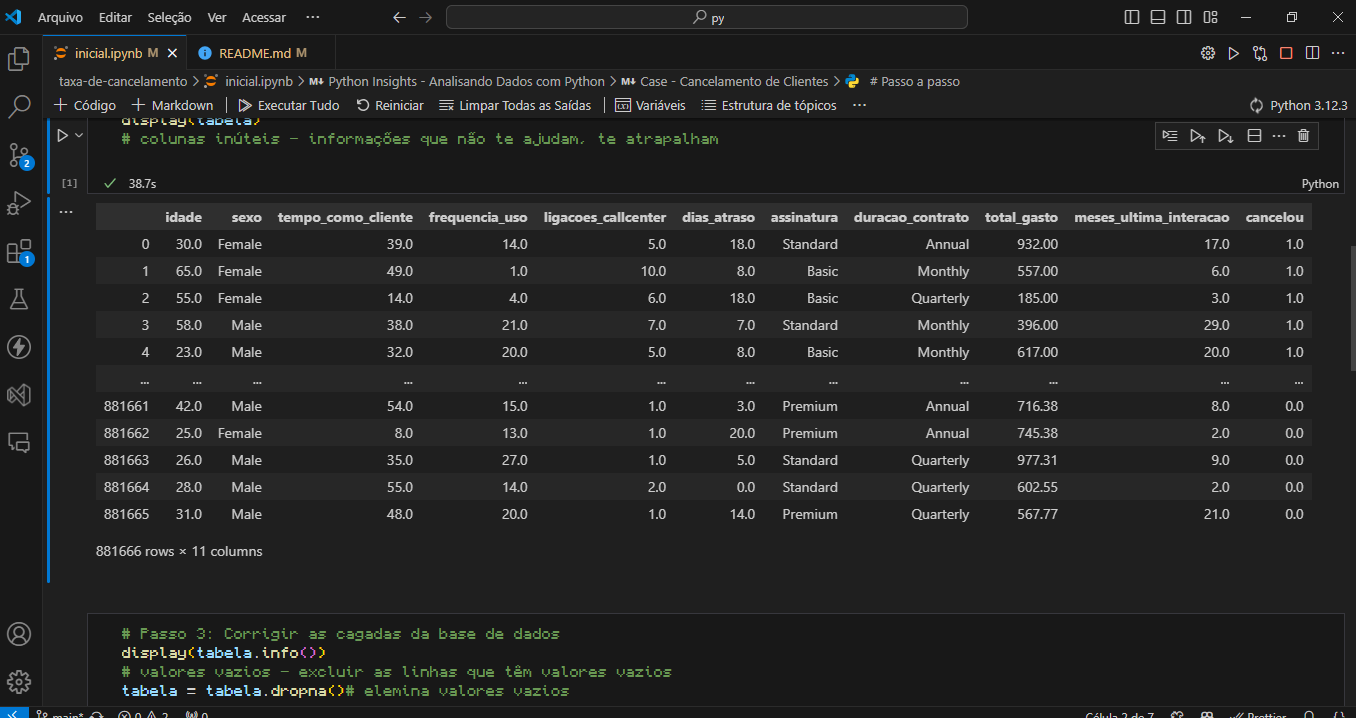 Arquivo Editar Seleção Ver Acessar ··· py
inicial.ipynb M README.md M
taxa-de-cancelamento > inicial.ipynb > M↓ Python Insights - Analisando Dados com Python > M↓ Case - Cancelamento de Clientes > # Passo a passo
+ Código + Markdown | Executar Tudo Reiniciar Limpar Todas as Saídas | Variáveis Estrutura de tópicos ··· Python 3.12.3
display(tabela)
# colunas inúteis - informações que não te ajudam, te atrapalham
[1] 38.7s Python
idade sexo tempo_como_cliente frequencia_uso ligacoes_callcenter dias_atraso assinatura duracao_contrato total_gasto meses_ultima_interacao cancelou
0 30.0 Female 39.0 14.0 5.0 18.0 Standard Annual 932.00 17.0 1.0
1 65.0 Female 49.0 1.0 10.0 8.0 Basic Monthly 557.00 6.0 1.0
2 55.0 Female 14.0 4.0 6.0 18.0 Basic Quarterly 185.00 3.0 1.0
3 58.0 Male 38.0 21.0 7.0 7.0 Standard Monthly 396.00 29.0 1.0
4 23.0 Male 32.0 20.0 5.0 8.0 Basic Monthly 617.00 20.0 1.0
... ... ... ... ... ... ... ... ... ... ... ...
881661 42.0 Male 54.0 15.0 1.0 3.0 Premium Annual 716.38 8.0 0.0
881662 25.0 Female 8.0 13.0 1.0 20.0 Premium Annual 745.38 2.0 0.0
881663 26.0 Male 35.0 27.0 1.0 5.0 Standard Quarterly 977.31 9.0 0.0
881664 28.0 Male 55.0 14.0 2.0 0.0 Standard Quarterly 602.55 2.0 0.0
881665 31.0 Male 48.0 20.0 1.0 14.0 Premium Quarterly 567.77 21.0 0.0
881666 rows × 11 columns
# Passo 3: Corrigir as cagadas da base de dados
display(tabela.info())
# valores vazios - excluir as linhas que têm valores vazios
tabela = tabela.dropna()# elemina valores vazios
2
1
main* 0 2 0 Célula 2 de 7 Prettier